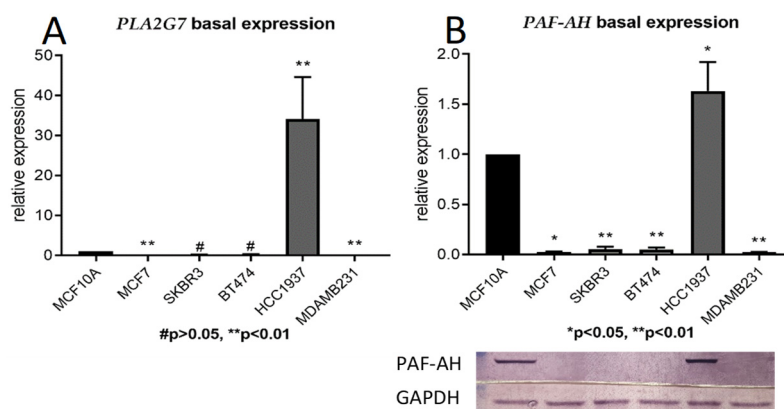 A
PLA2G7 basal expression
relative expression
50
40
30
20
10
0
**
#
#
**
**
MCF10A
MCF7
SKBR3
BT474
HCC1937
MDAMB231
#p>0.05, **p<0.01
B
PAF-AH basal expression
relative expression
2.0
1.5
1.0
0.5
0.0
*
**
**
*
**
MCF10A
MCF7
SKBR3
BT474
HCC1937
MDAMB231
*p<0.05, **p<0.01
PAF-AH
GAPDH